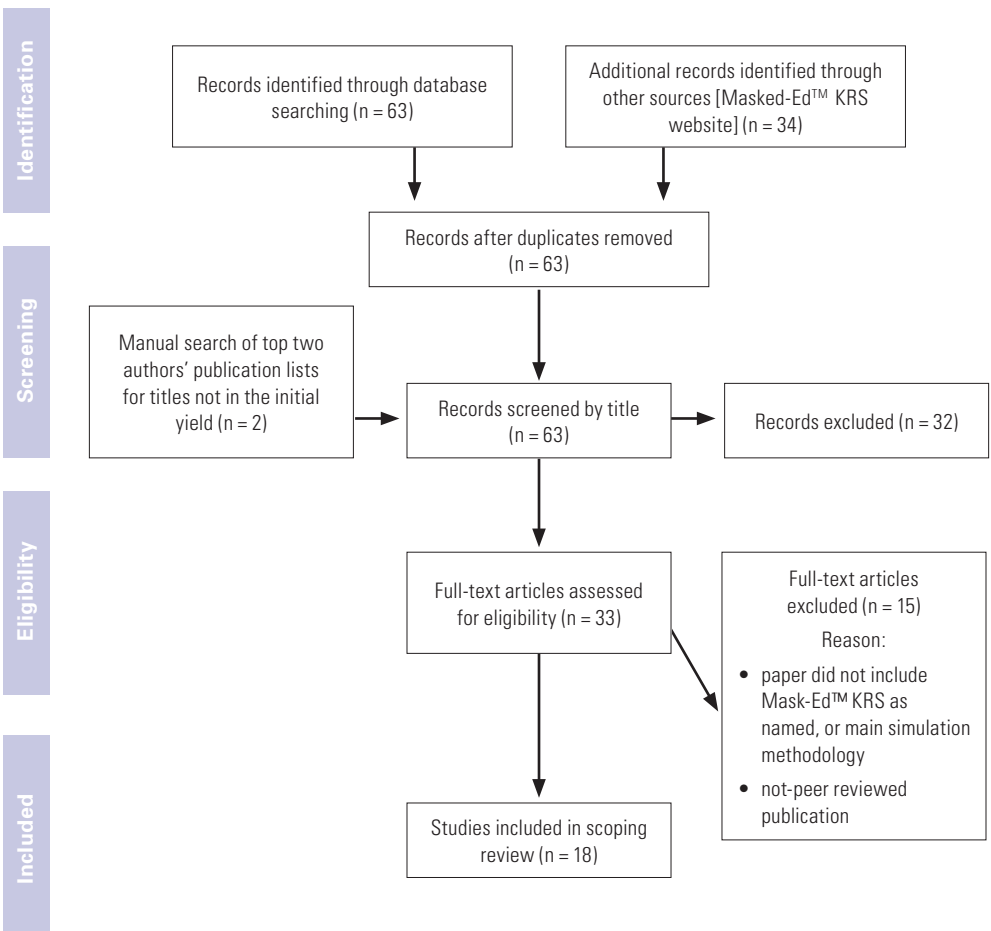 Identification
Records identified through database
searching (n = 63)
Additional records identified through
other sources [Masked-Ed™ KRS
website] (n = 34)
Records after duplicates removed
(n = 63)
Screening
Manual search of top two
authors’ publication lists
for titles not in the initial
yield (n = 2)
Records screened by title
(n = 63)
Records excluded (n = 32)
Eligibility
Full-text articles assessed
for eligibility (n = 33)
Full-text articles
excluded (n = 15)
Reason:
• paper did not include
Mask-Ed™ KRS as
named, or main simulation
methodology
• not-peer reviewed
publication
Included
Studies included in scoping
review (n = 18)